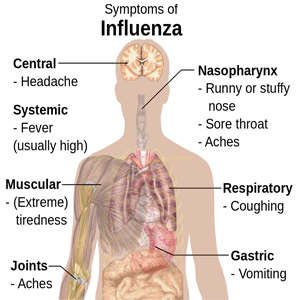 Symptoms of
Influenza
Central
- Headache
Systemic
- Fever
(usually high)
Muscular
- (Extreme)
tiredness
Joints
- Aches
Nasopharynx
- Runny or stuffy
nose
- Sore throat
- Aches
Respiratory
- Coughing
Gastric
- Vomiting